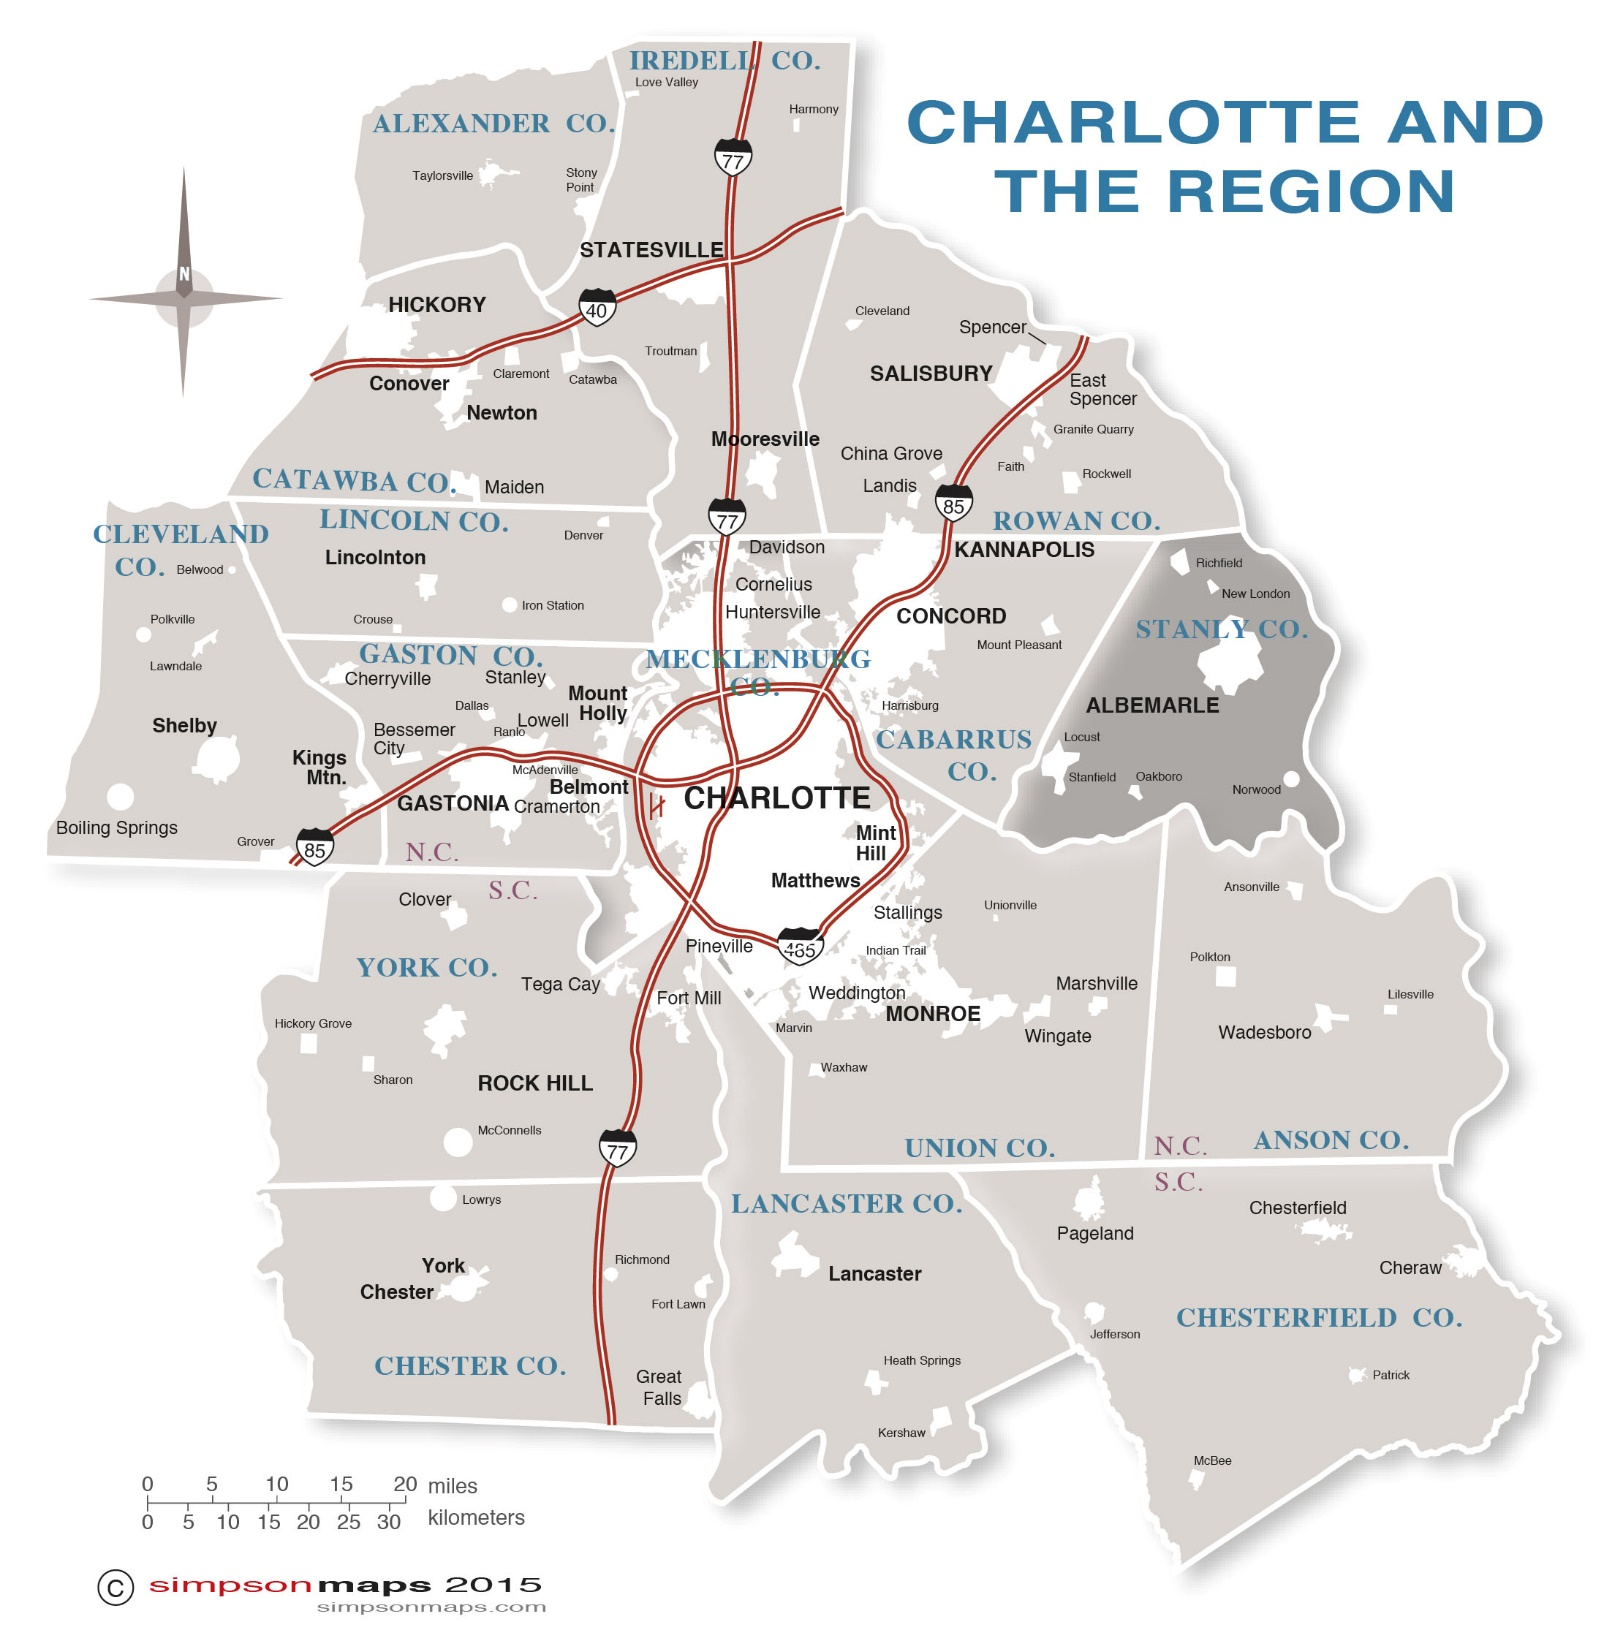 CHARLOTTE AND
THE REGION
IREDELL CO.
Love Valley
Harmony
ALEXANDER CO.
77
Taylorsville
Stony
Point
N
STATESVILLE
HICKORY
40
Cleveland
Spencer
Troutman
Conover
Claremont
Catawba
SALISBURY
East
Spencer
Newton
Granite Quarry
Mooresville
China Grove
Faith
Rockwell
Landis
CATAWBA CO.
Maiden
85
77
ROWAN CO.
LINCOLN CO.
CLEVELAND
CO.
Denver
Davidson
KANNAPOLIS
Lincolnton
Belwood
Richfield
Cornelius
New London
Iron Station
Huntersville
CONCORD
Polkville
Crouse
STANLY CO.
Mount Pleasant
GASTON CO.
MECKLENBURG
CO.
Lawndale
Cherryville
Stanley
Mount
Holly
Dallas
Harrisburg
ALBEMARLE
Shelby
Lowell
Bessemer
City
Ranlo
CABARRUS
CO.
Locust
Kings
Mtn.
McAdenville
Belmont
Stanfield
Oakboro
Norwood
GASTONIA
Cramerton
CHARLOTTE
Boiling Springs
Grover
85
Mint
Hill
N.C.
S.C.
Matthews
Clover
Ansonville
Stallings
Unionville
Pineville
485
Indian Trail
Polkton
YORK CO.
Tega Cay
Fort Mill
Weddington
Marshville
Lilesville
MONROE
Hickory Grove
Marvin
Wingate
Wadesboro
Waxhaw
Sharon
ROCK HILL
McConnells
77
UNION CO.
N.C.
ANSON CO.
S.C.
Lowrys
LANCASTER CO.
Chesterfield
Pageland
York
Richmond
Cheraw
Lancaster
Chester
Fort Lawn
CHESTERFIELD CO.
Jefferson
CHESTER CO.
Heath Springs
Great
Falls
Patrick
Kershaw
McBee
0 5 10 15 20 miles
0 5 10 15 20 25 30 kilometers
© simpsonmaps 2015
simpsonmaps.com